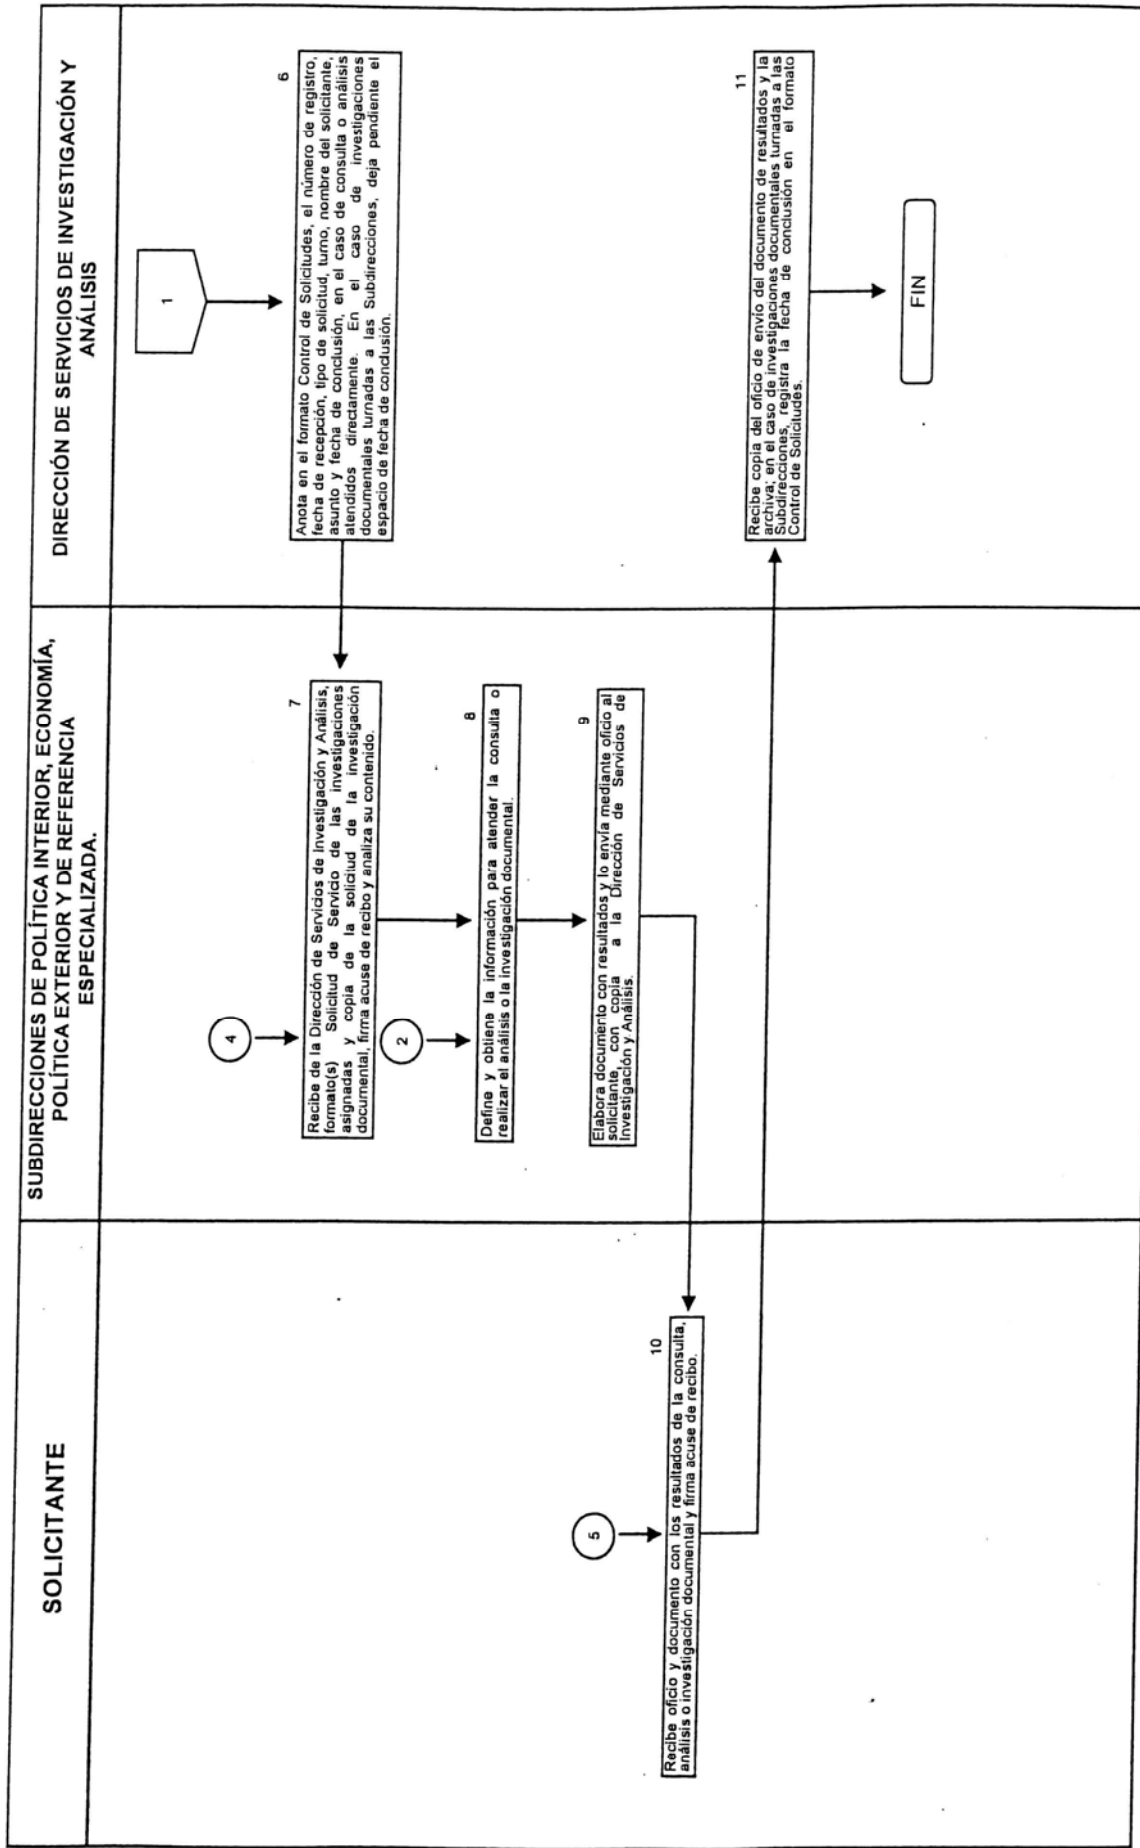 SOLICITANTE
SUBDIRECCIONES DE POLÍTICA INTERIOR, ECONOMÍA,
POLÍTICA EXTERIOR Y DE REFERENCIA
ESPECIALIZADA.
DIRECCIÓN DE SERVICIOS DE INVESTIGACIÓN Y
ANÁLISIS
1
6
Anota en el formato Control de Solicitudes, el número de registro,
fecha de recepción, tipo de solicitud, turno, nombre del solicitante,
asunto y fecha de conclusión, en el caso de consulta o análisis
atendidos directamente. En el caso de investigaciones
documentales turnadas a las Subdirecciones, deja pendiente el
espacio de fecha de conclusión.
4
7
Recibe de la Dirección de Servicios de Investigación y Análisis,
formato(s) Solicitud de Servicio de las investigaciones
asignadas y copia de la solicitud de la investigación
documental, firma acuse de recibo y analiza su contenido.
2
8
Define y obtiene la información para atender la consulta o
realizar el análisis o la investigación documental.
9
Elabora documento con resultados y lo envía mediante oficio al
solicitante, con copia a la Dirección de Servicios de
Investigación y Análisis.
5
10
Recibe oficio y documento con los resultados de la consulta,
análisis o investigación documental y firma acuse de recibo.
11
Recibe copia del oficio de envío del documento de resultados y la
archiva; en el caso de investigaciones documentales turnadas a las
Subdirecciones, registra la fecha de conclusión en el formato
Control de Solicitudes.
FIN